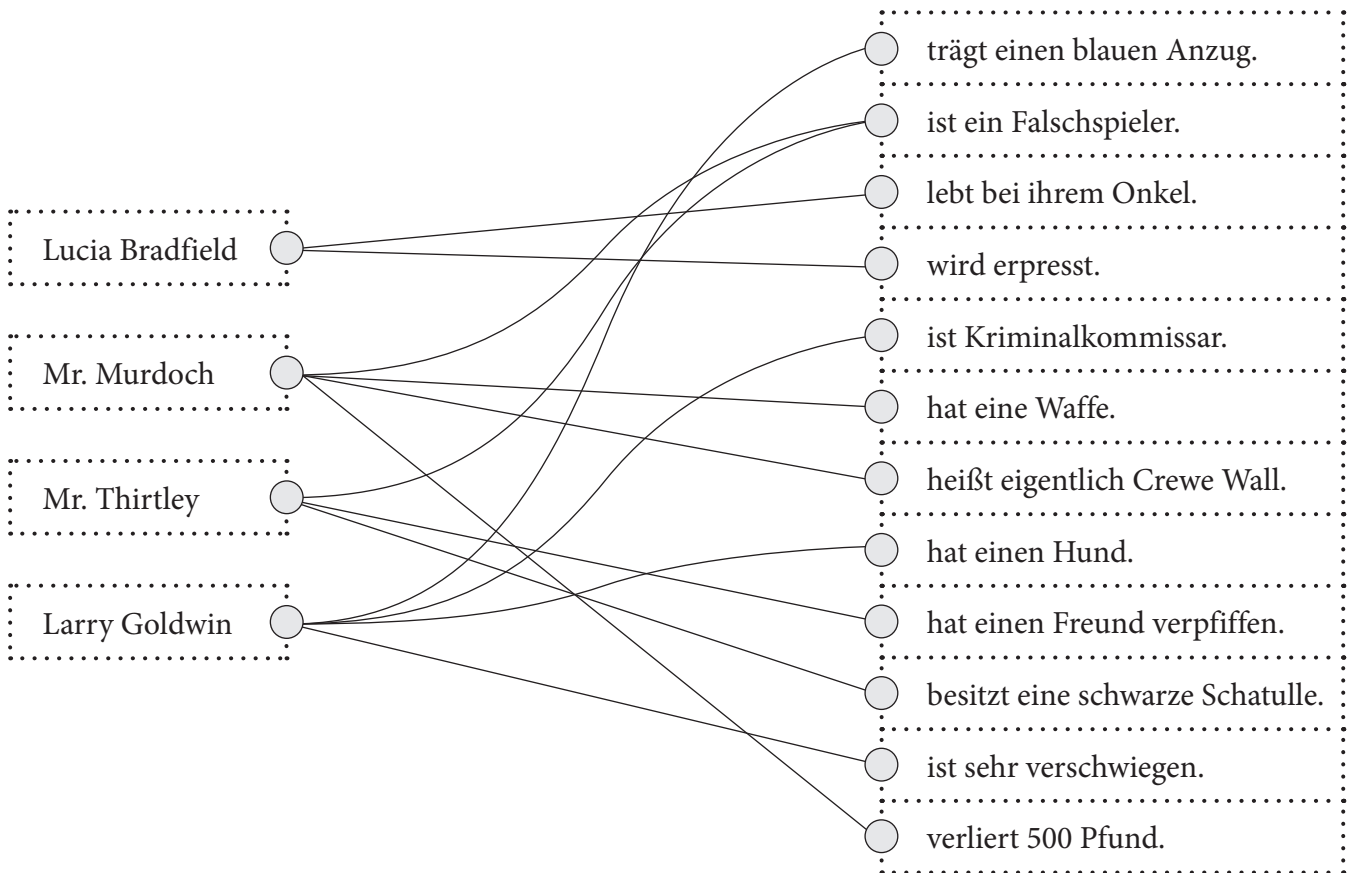 Lucia Bradfield
Mr. Murdoch
Mr. Thirtley
Larry Goldwin
trägt einen blauen Anzug.
ist ein Falschspieler.
lebt bei ihrem Onkel.
wird erpresst.
ist Kriminalkommissar.
hat eine Waffe.
heißt eigentlich Crewe Wall.
hat einen Hund.
hat einen Freund verpfiffen.
besitzt eine schwarze Schatulle.
ist sehr verschwiegen.
verliert 500 Pfund.